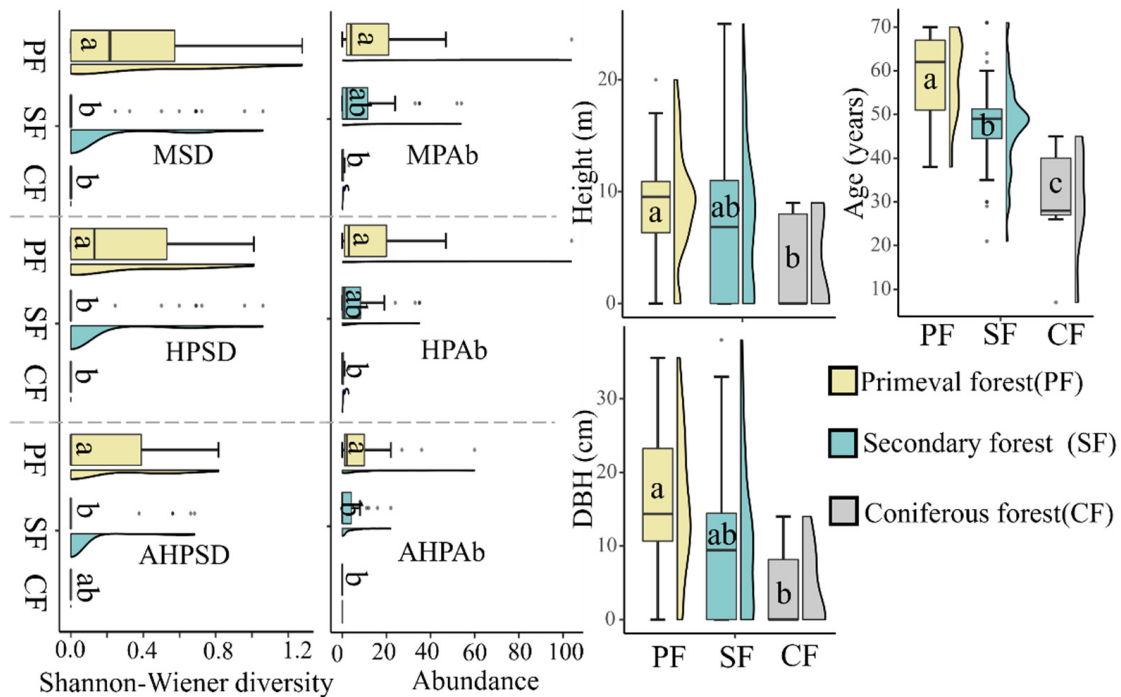 PF
a
SF
b
MSD
CF
b
PF
a
SF
b
HPSD
CF
b
PF
a
SF
b
AHPSD
CF
ab
0.0 0.4 0.8 1.2
Shannon-Wiener diversity
a
ab
MPAb
b
a
ab
HPAb
b
a
b
AHPAb
b
0 20 40 60 80 100
Abundance
Height (m)
20
10
0
a
ab
b
DBH (cm)
30
20
10
0
a
ab
b
PF SF CF
Age (years)
70
60
50
40
30
20
10
a
b
c
PF SF CF
Primeval forest(PF)
Secondary forest (SF)
Coniferous forest(CF)